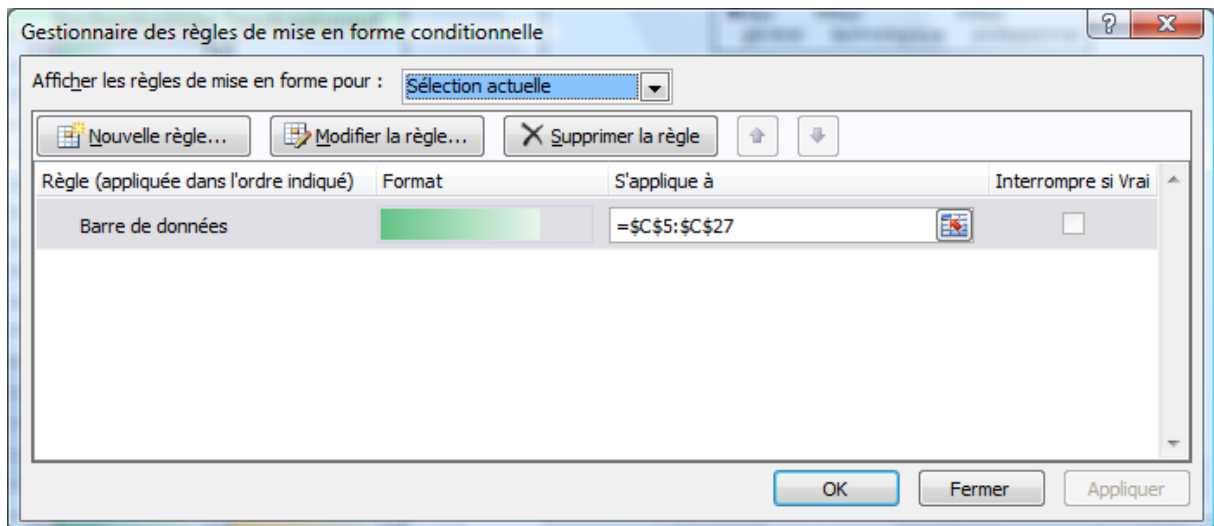 Gestionnaire des règles de mise en forme conditionnelle
Afficher les règles de mise en forme pour : Sélection actuelle
Nouvelle règle... Modifier la règle... Supprimer la règle
Règle (appliquée dans l'ordre indiqué) Format S'applique à Interrompre si Vrai
Barre de données =$C$5:$C$27
OK Fermer Appliquer